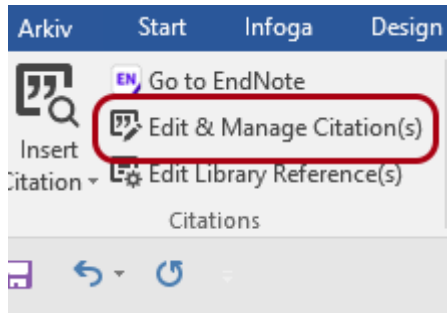 Arkiv Start Infoga Design
EN Go to EndNote
Edit & Manage Citation(s)
Insert
Citation
Edit Library Reference(s)
Citations